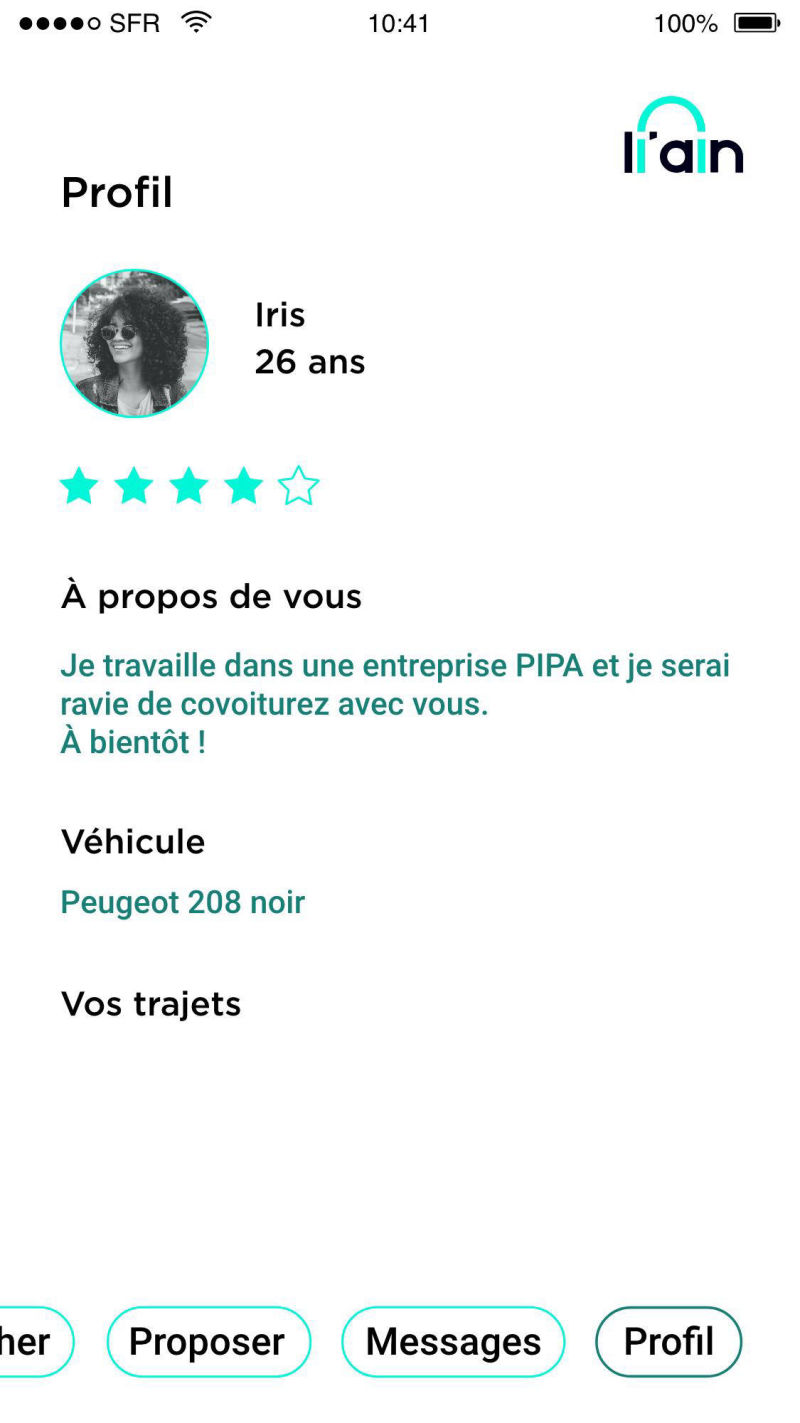 SFR 10:41 100%
li'ain
Profil
Iris
26 ans
À propos de vous
Je travaille dans une entreprise PIPA et je serai
ravie de covoiturez avec vous.
À bientôt !
Véhicule
Peugeot 208 noir
Vos trajets
her Proposer Messages Profil